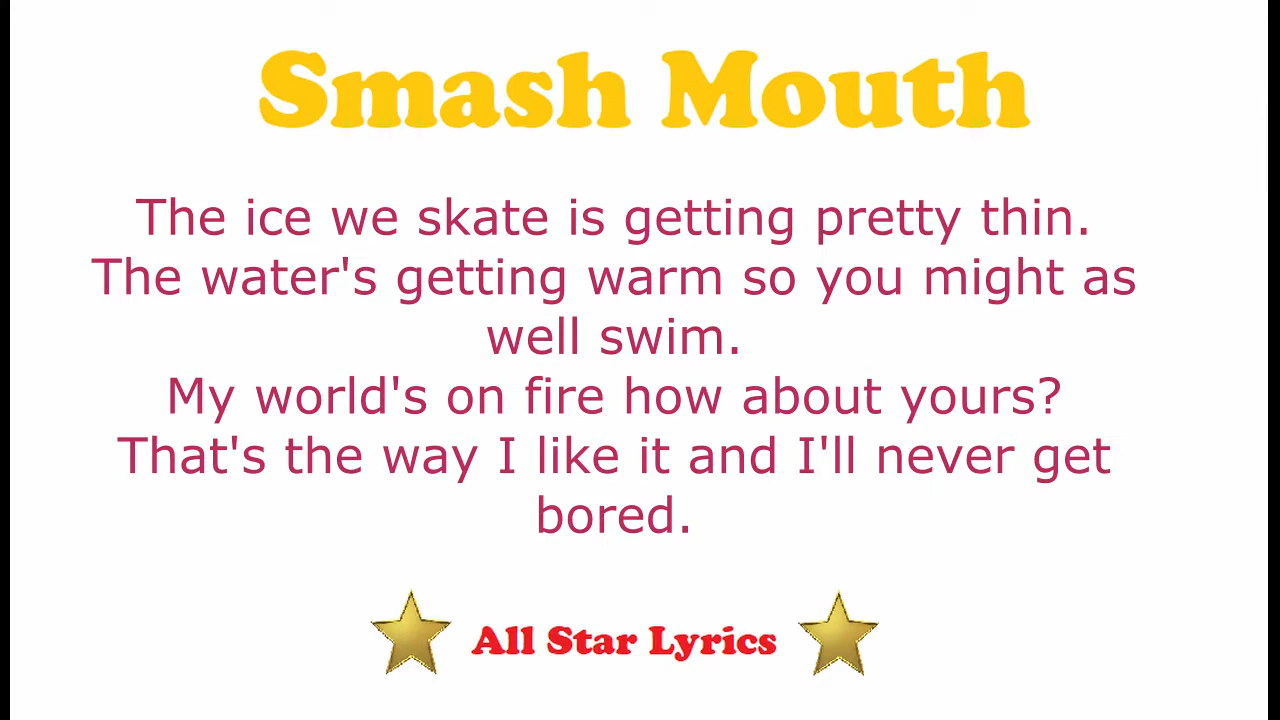 Smash Mouth
The ice we skate is getting pretty thin.
The water's getting warm so you might as
well swim.
My world's on fire how about yours?
That's the way I like it and I'll never get
bored.
All Star Lyrics